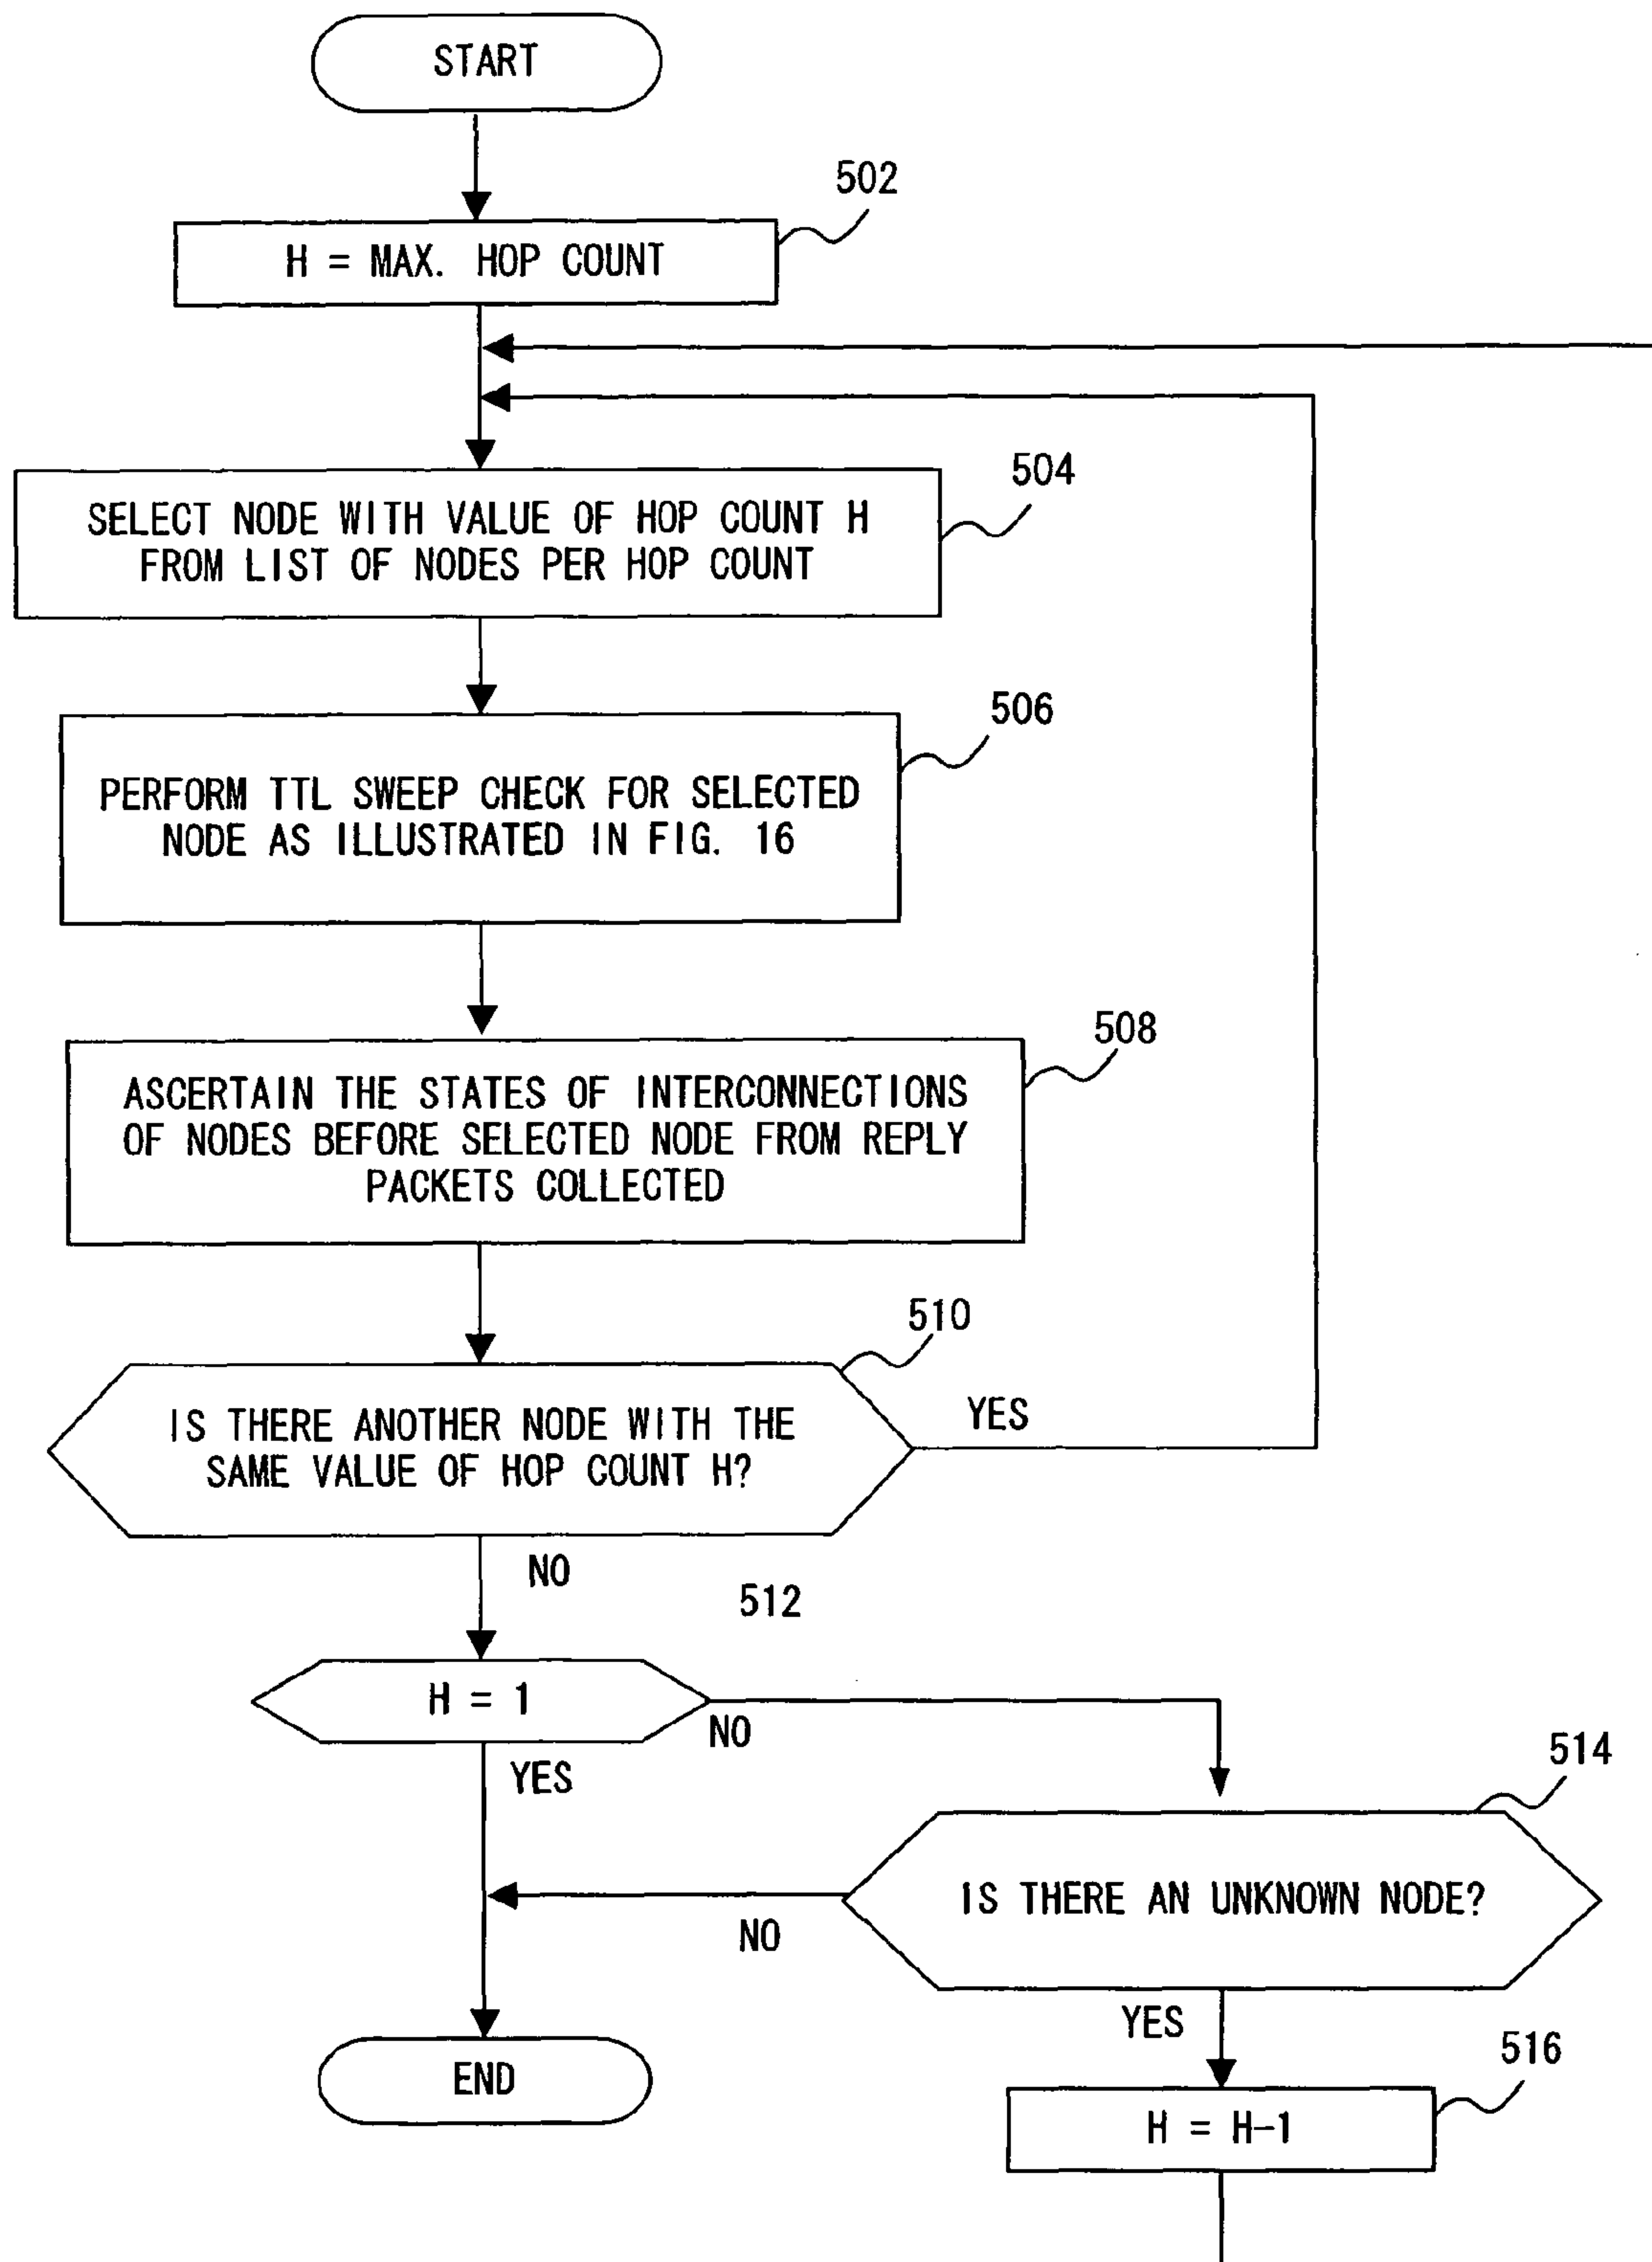 START
502
H = MAX. HOP COUNT
504
SELECT NODE WITH VALUE OF HOP COUNT H
FROM LIST OF NODES PER HOP COUNT
506
PERFORM TTL SWEEP CHECK FOR SELECTED
NODE AS ILLUSTRATED IN FIG. 16
508
ASCERTAIN THE STATES OF INTERCONNECTIONS
OF NODES BEFORE SELECTED NODE FROM REPLY
PACKETS COLLECTED
510
IS THERE ANOTHER NODE WITH THE
SAME VALUE OF HOP COUNT H?
YES
NO
512
H = 1
NO
YES
514
IS THERE AN UNKNOWN NODE?
NO
YES
END
516
H = H-1